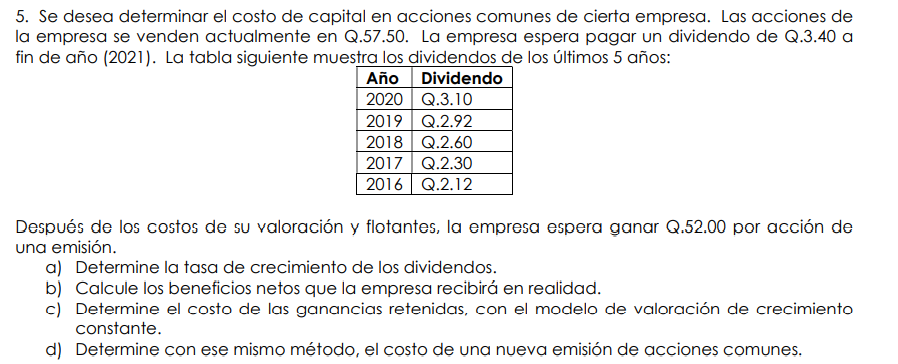 5. Se desea determinar el costo de capital en acciones comunes de cierta empresa. Las acciones de
la empresa se venden actualmente en Q.57.50. La empresa espera pagar un dividendo de Q.3.40 a
fin de año (2021). La tabla siguiente muestra los dividendos de los últimos 5 años:
Año Dividendo
2020 Q.3.10
2019 Q.2.92
2018 Q.2.60
2017 Q.2.30
2016 Q.2.12
Después de los costos de su valoración y flotantes, la empresa espera ganar Q.52.00 por acción de
una emisión.
a) Determine la tasa de crecimiento de los dividendos.
b) Calcule los beneficios netos que la empresa recibirá en realidad.
c) Determine el costo de las ganancias retenidas, con el modelo de valoración de crecimiento
constante.
d) Determine con ese mismo método, el costo de una nueva emisión de acciones comunes.